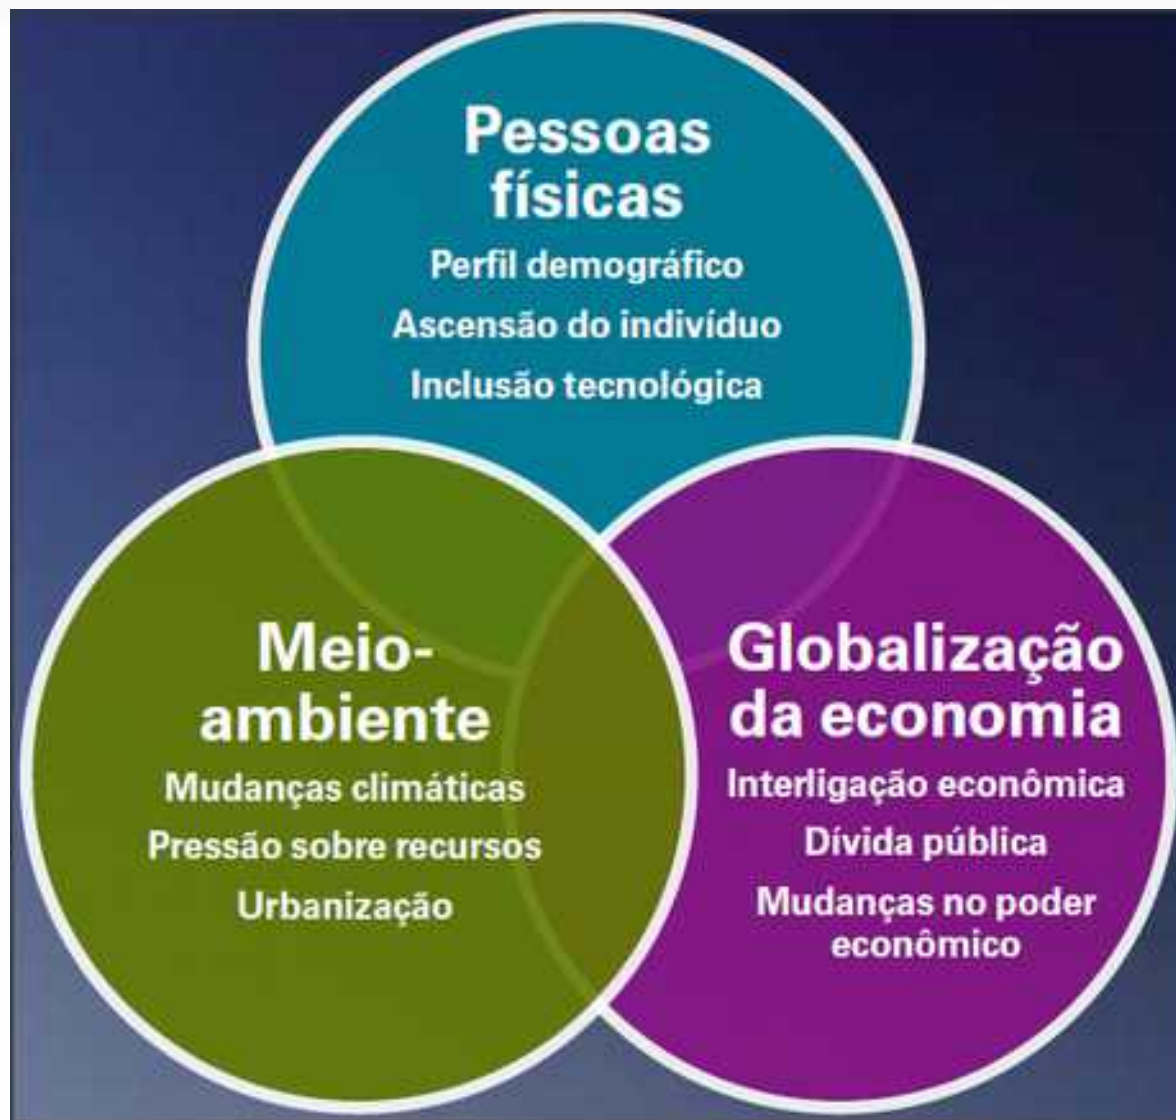 Pessoas
físicas
Perfil demográfico
Ascensão do indivíduo
Inclusão tecnológica
Meio-
ambiente
Mudanças climáticas
Pressão sobre recursos
Urbanização
Globalização
da economia
Interligação econômica
Dívida pública
Mudanças no poder
econômico